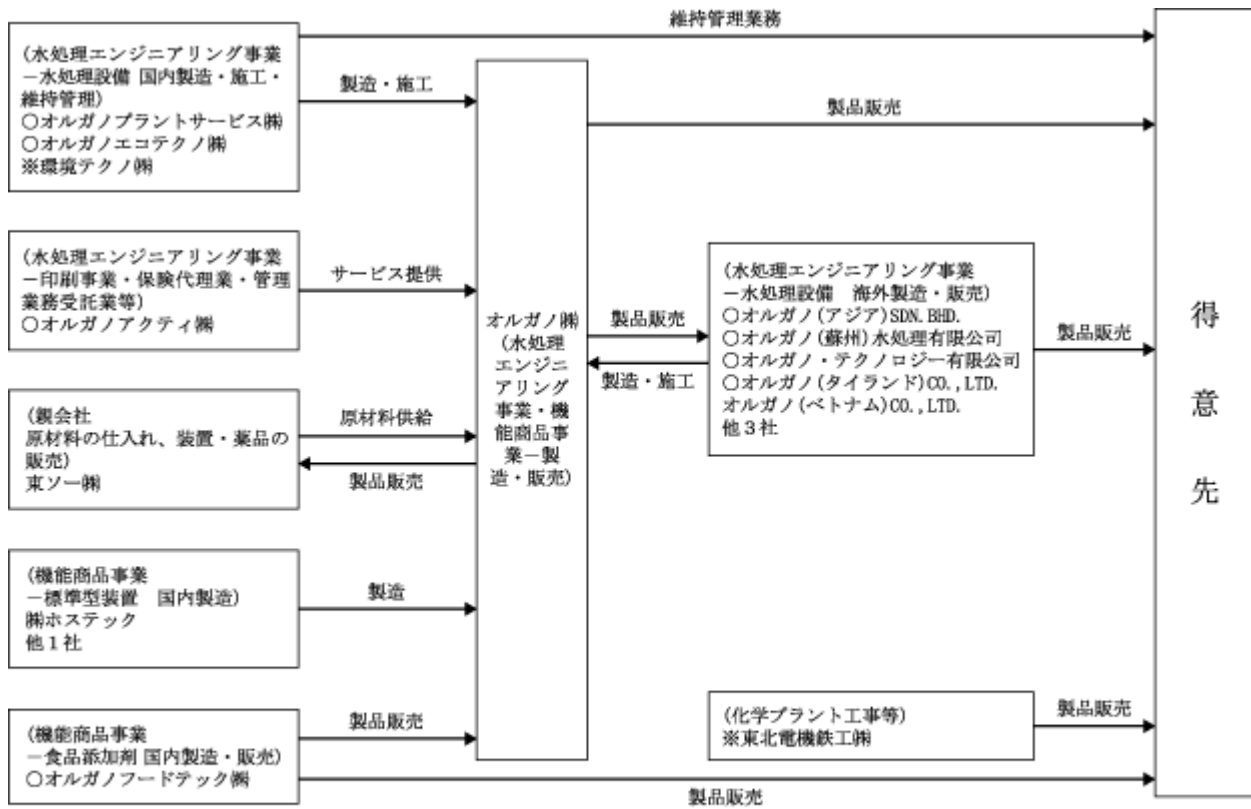 維持管理業務
(水処理エンジニアリング事業
－水処理設備 国内製造・施工・
維持管理)
○オルガノプラントサービス㈱
○オルガノエコテクノ㈱
※環境テクノ㈱
製造・施工
製品販売
(水処理エンジニアリング事業
－印刷事業・保険代理業・管理
業務受託業等)
○オルガノアクティ㈱
サービス提供
(親会社
原材料の仕入れ、装置・薬品の
販売)
東ソー㈱
原材料供給
製品販売
(機能商品事業
－標準型装置　国内製造)
㈱ホステック
他１社
製造
(機能商品事業
－食品添加剤 国内製造・販売)
○オルガノフードテック㈱
製品販売
製品販売
オルガノ㈱
(水処理
エンジニ
アリング
事業・機
能商品事
業－製
造・販売)
製品販売
製造・施工
(水処理エンジニアリング事業
－水処理設備　海外製造・販売)
○オルガノ(アジア)SDN.BHD.
○オルガノ(蘇州)水処理有限公司
○オルガノ・テクノロジー有限公司
○オルガノ(タイランド)CO.,LTD.
オルガノ(ベトナム)CO.,LTD.
他３社
製品販売
(化学プラント工事等)
※東北電機鉄工㈱
製品販売
得意先